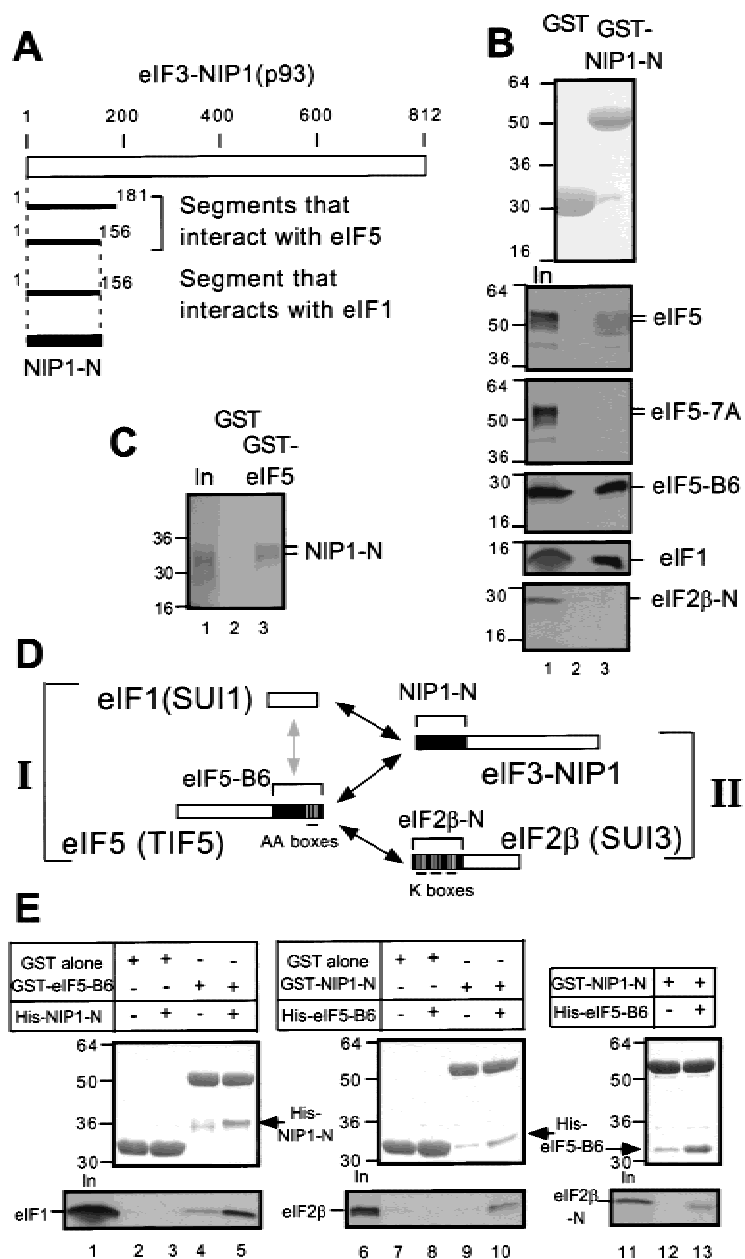 A
eIF3-NIP1(p93)
1 200 400 600 812
1 181
1 156
Segments that
interact with eIF5
1 156
Segment that
interacts with eIF1
NIP1-N
B
GST GST-
NIP1-N
64
50
36
30
16
In
64
50
36
eIF5
64
50
36
eIF5-7A
30
16
eIF5-B6
16
eIF1
30
16
eIF2β-N
1 2 3
C
GST
In GST-
eIF5
36
30
16
NIP1-N
1 2 3
D
I
eIF1(SUI1)
NIP1-N
eIF3-NIP1
eIF5-B6
eIF5 (TIF5)
AA boxes
eIF2β-N
eIF2β (SUI3)
K boxes
II
E
GST alone + + - -
GST-eIF5-B6 - - + +
His-NIP1-N - + - +
64
50
36
30
His-
NIP1-N
In
eIF1
1 2 3 4 5
GST alone + + - -
GST-NIP1-N - - + +
His-eIF5-B6 - + - +
64
50
36
30
In
eIF2β
6 7 8 9 10
GST-NIP1-N + +
His-eIF5-B6 - +
64
50
36
30
His-
eIF5-B6
In
eIF2β
-N
11 12 13